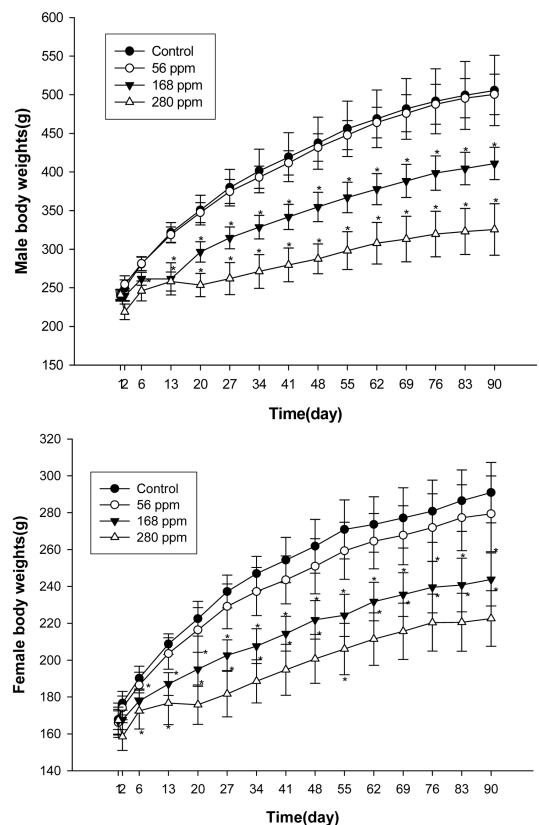 600
550
500
450
400
350
300
250
200
150
Male body weights(g)
Control
56 ppm
168 ppm
280 ppm
1 2 6 13 20 27 34 41 48 55 62 69 76 83 90
Time(day)
320
300
280
260
240
220
200
180
160
140
Female body weights(g)
Control
56 ppm
168 ppm
280 ppm
1 2 6 13 20 27 34 41 48 55 62 69 76 83 90
Time(day)